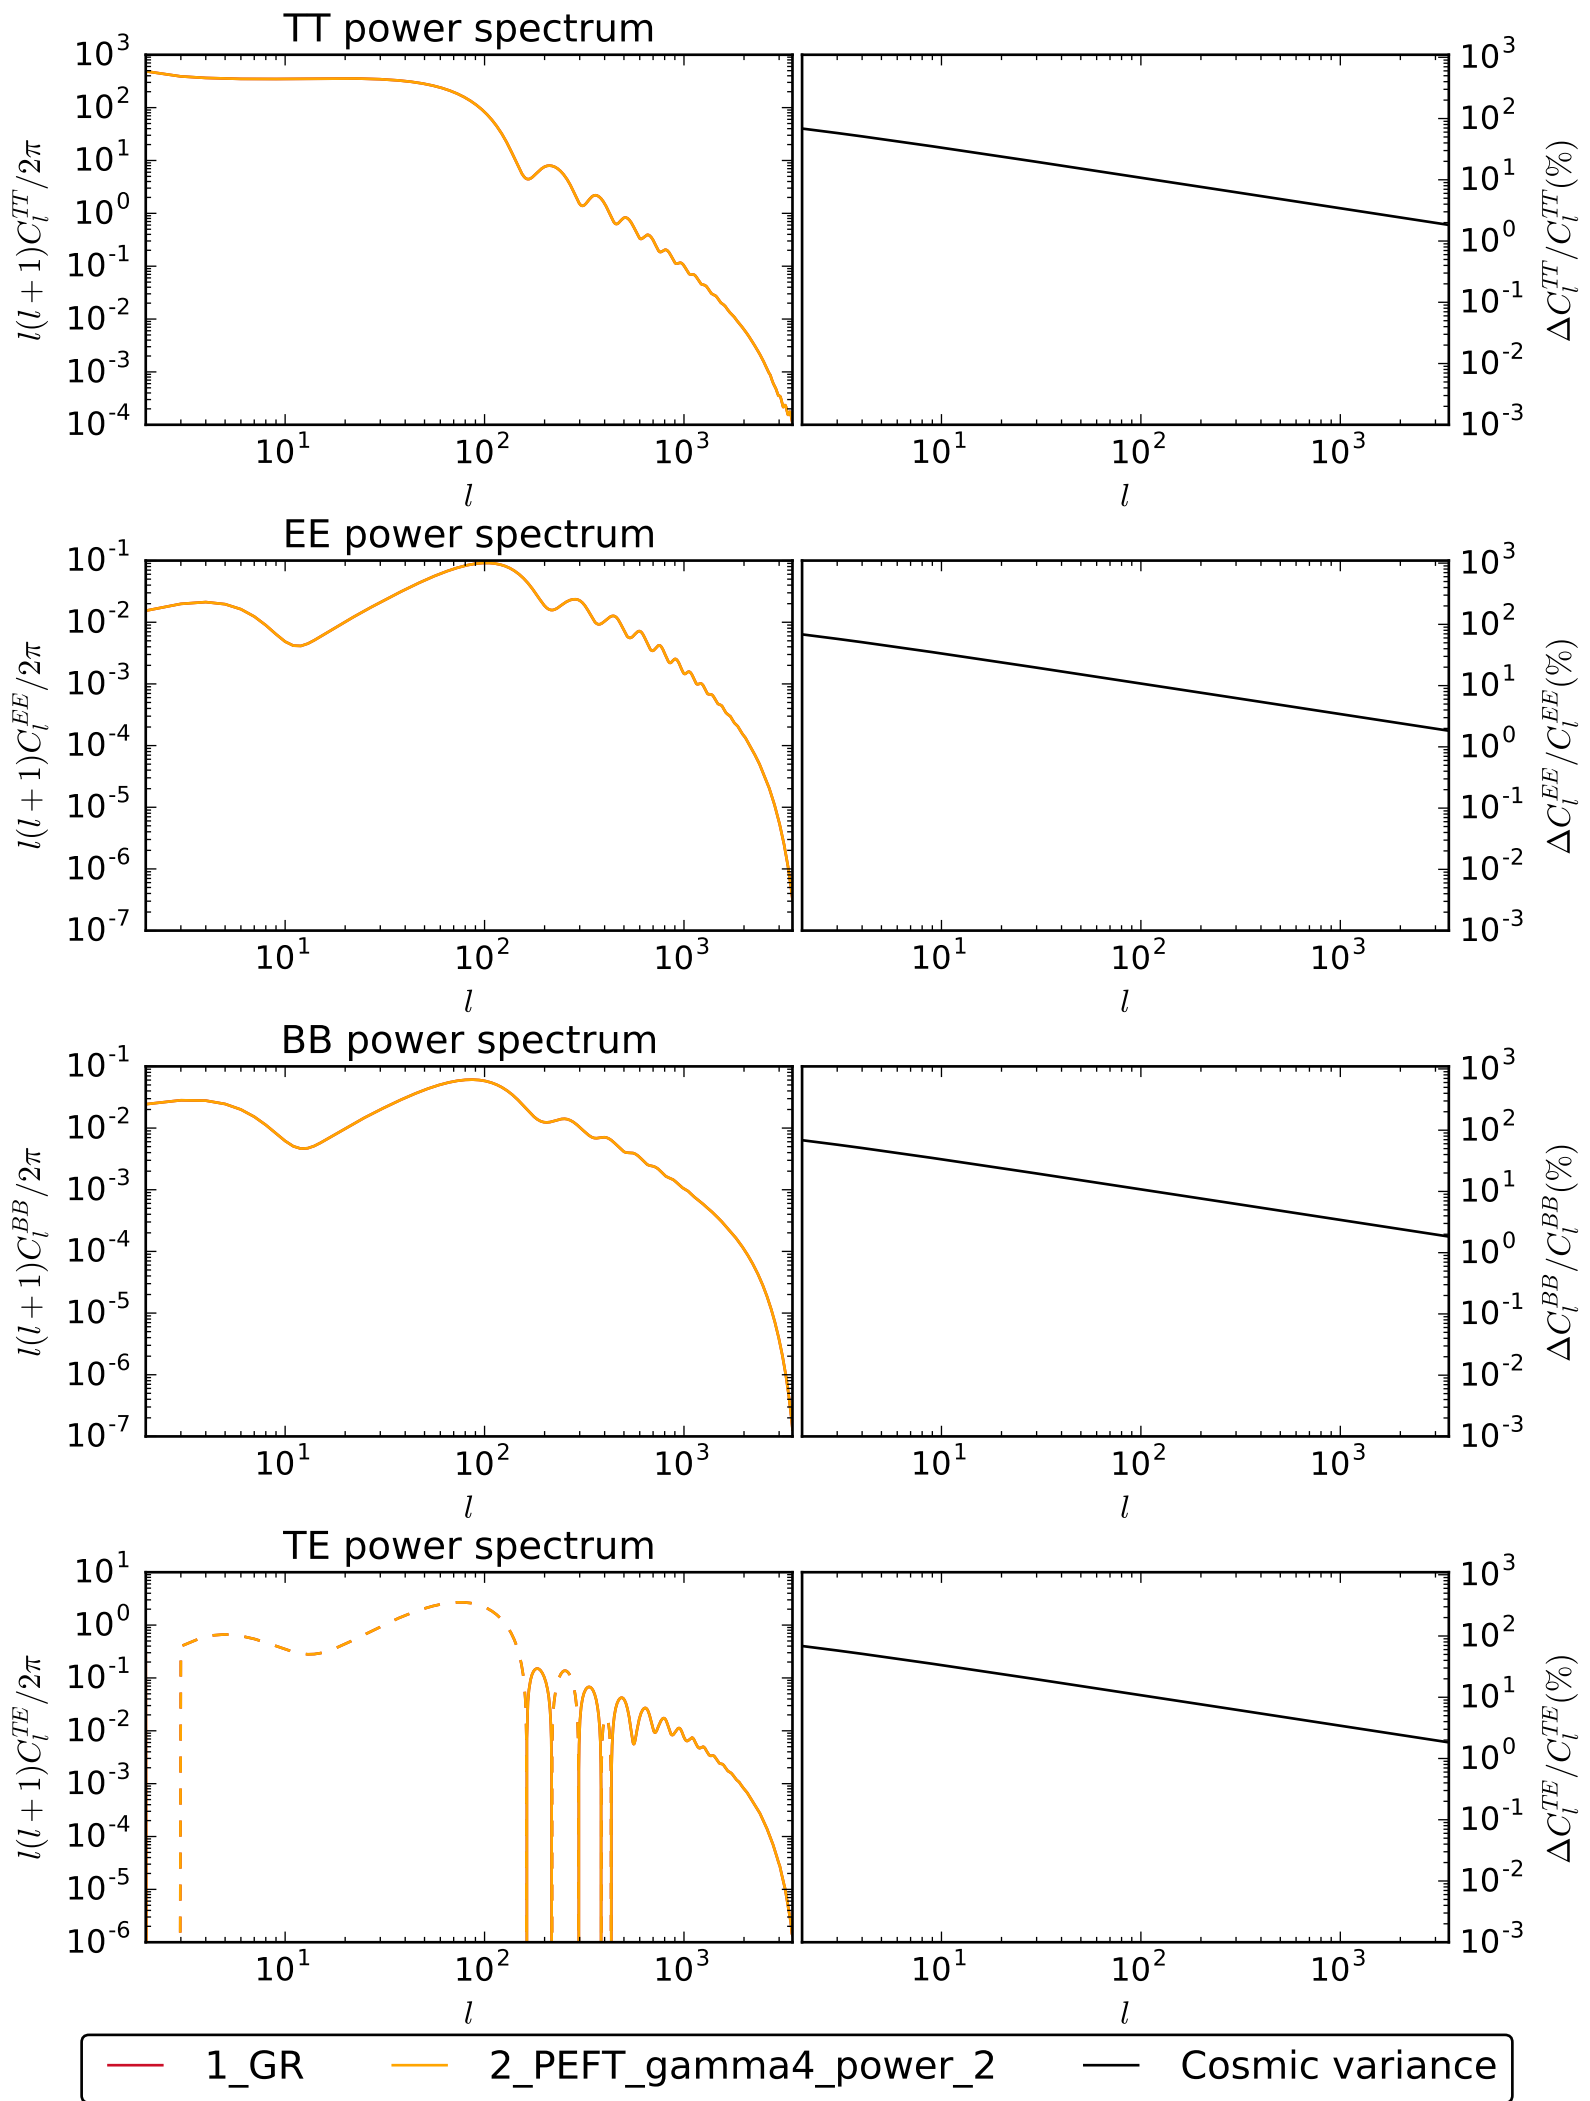 TT power spectrum
10^3
10^2
10^1
10^0
10^-1
10^-2
10^-3
10^-4
l(l + 1)C_l^{TT}/2π
10^1 10^2 10^3
l
10^3
10^2
10^1
10^0
10^-1
10^-2
10^-3
ΔC_l^{TT}/C_l^{TT}(%)
10^1 10^2 10^3
l
EE power spectrum
10^-1
10^-2
10^-3
10^-4
10^-5
10^-6
10^-7
l(l + 1)C_l^{EE}/2π
10^1 10^2 10^3
l
10^3
10^2
10^1
10^0
10^-1
10^-2
10^-3
ΔC_l^{EE}/C_l^{EE}(%)
10^1 10^2 10^3
l
BB power spectrum
10^-1
10^-2
10^-3
10^-4
10^-5
10^-6
10^-7
l(l + 1)C_l^{BB}/2π
10^1 10^2 10^3
l
10^3
10^2
10^1
10^0
10^-1
10^-2
10^-3
ΔC_l^{BB}/C_l^{BB}(%)
10^1 10^2 10^3
l
TE power spectrum
10^1
10^0
10^-1
10^-2
10^-3
10^-4
10^-5
10^-6
l(l + 1)C_l^{TE}/2π
10^1 10^2 10^3
l
10^3
10^2
10^1
10^0
10^-1
10^-2
10^-3
ΔC_l^{TE}/C_l^{TE}(%)
10^1 10^2 10^3
l
1_GR 2_PEFT_gamma4_power_2 Cosmic variance